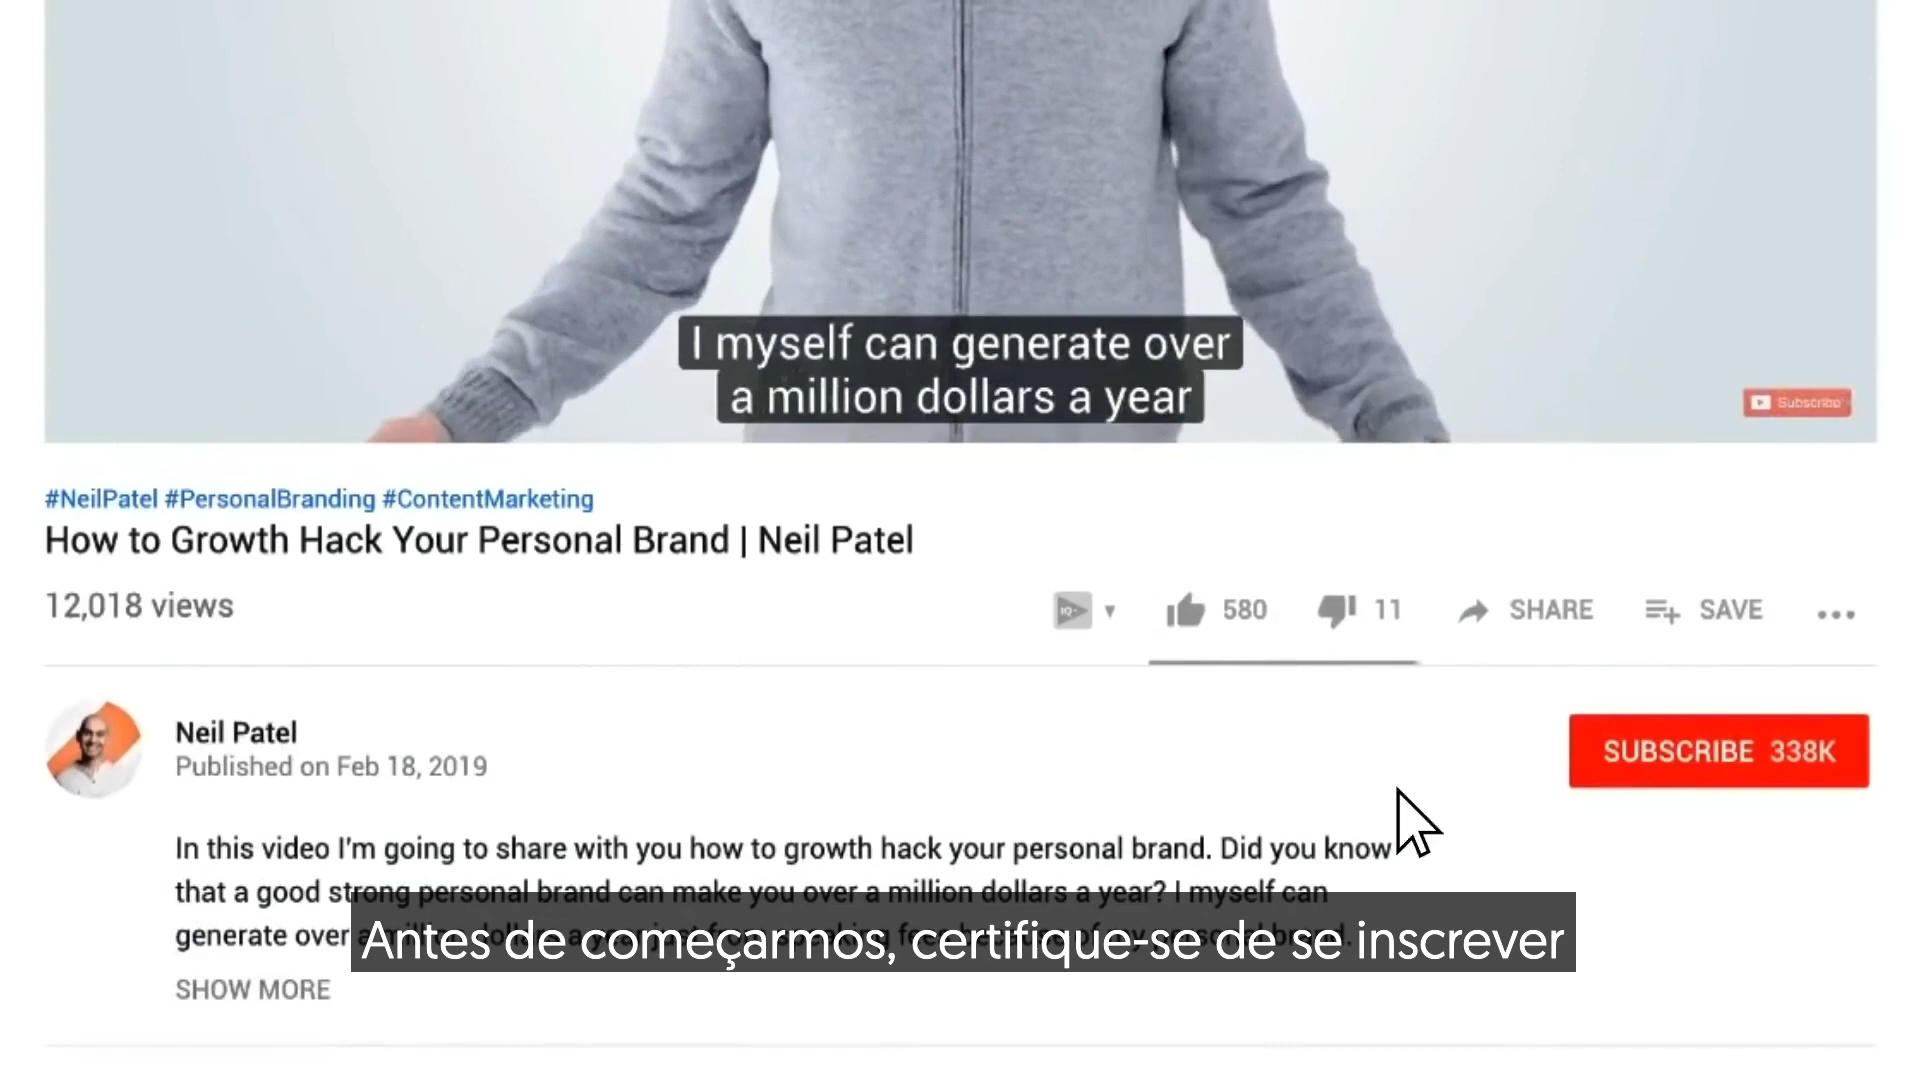 I myself can generate over
a million dollars a year
Subscribe
#NeilPatel #PersonalBranding #ContentMarketing
How to Growth Hack Your Personal Brand | Neil Patel
12,018 views
IQ
580
11
SHARE
SAVE
Neil Patel
Published on Feb 18, 2019
SUBSCRIBE 338K
In this video I'm going to share with you how to growth hack your personal brand. Did you know
that a good strong personal brand can make you over a million dollars a year? I myself can
generate over
Antes de começarmos, certifique-se de se inscrever
SHOW MORE